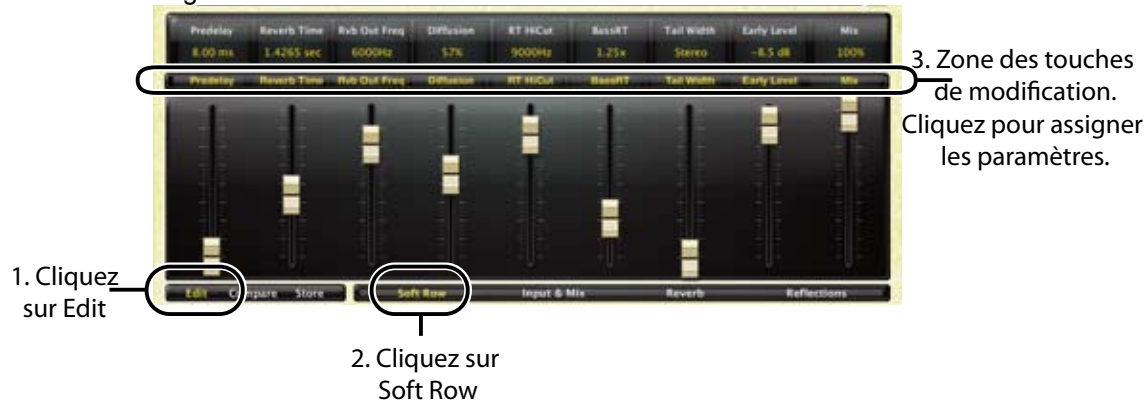 Predelay Reverb Time Rvb Out Freq Diffusion RT HiCut BassRT Tail Width Early Level Mix
8.00 ms 1.4265 sec 6000Hz 57% 9000Hz 1.25x Stereo -8.5 dB 100%
Predelay Reverb Time Rvb Out Freq Diffusion RT HiCut BassRT Tail Width Early Level Mix
3. Zone des touches
de modification.
Cliquez pour assigner
les paramètres.
1. Cliquez
sur Edit
Edit Compare Store Soft Row Input & Mix Reverb Reflections
2. Cliquez sur
Soft Row